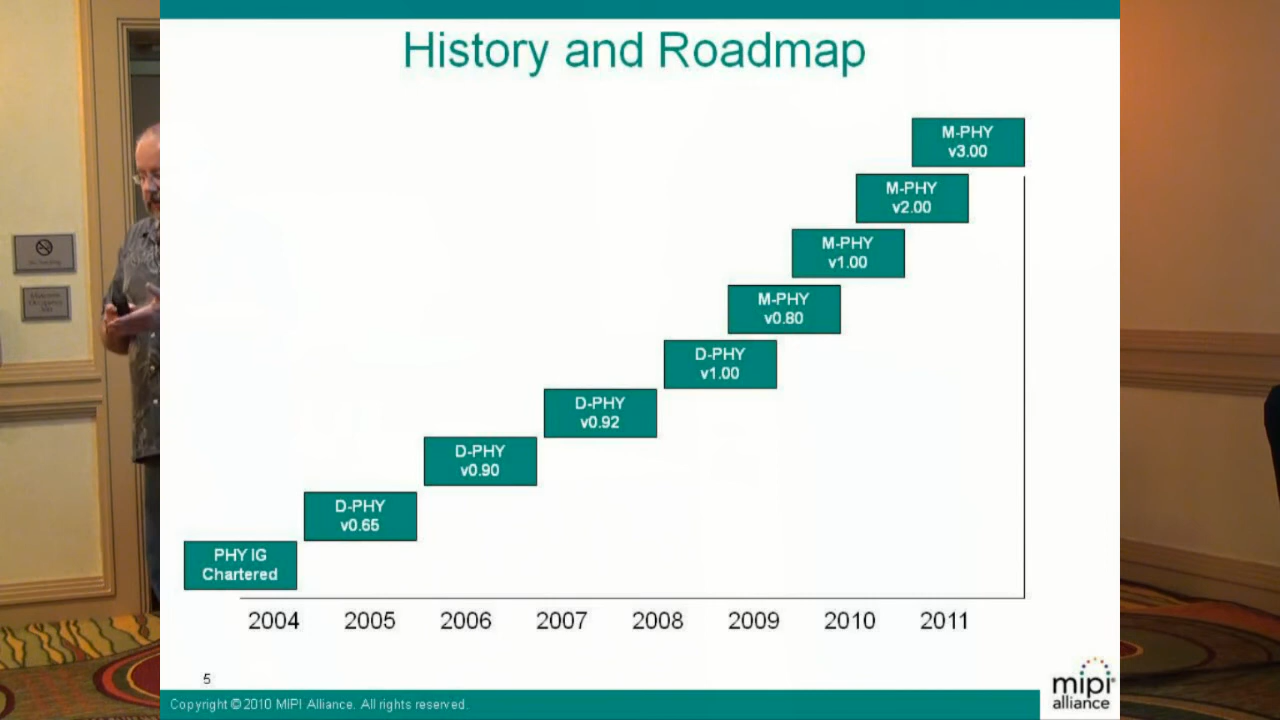 History and Roadmap
M-PHY
v3.00
M-PHY
v2.00
M-PHY
v1.00
M-PHY
v0.80
D-PHY
v1.00
D-PHY
v0.92
D-PHY
v0.90
D-PHY
v0.65
PHY IG
Chartered
2004 2005 2006 2007 2008 2009 2010 2011
5
Copyright © 2010 MIPI Alliance. All rights reserved.
mipi
alliance